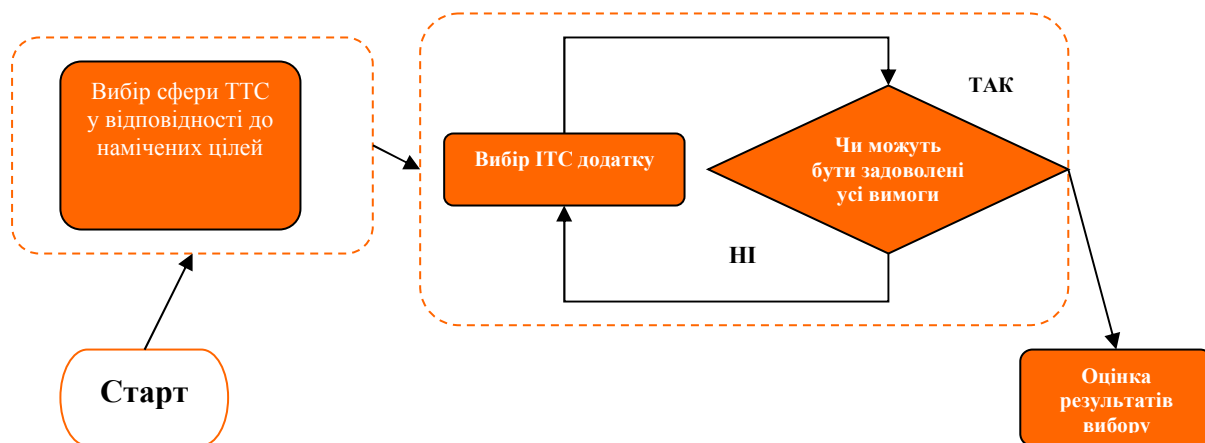 Вибір сфери ТТС
у відповідності до
намічених цілей
ТАК
Вибір ІТС додатку
Чи можуть
бути задоволені
усі вимоги
НІ
Старт
Оцінка
результатів
вибору